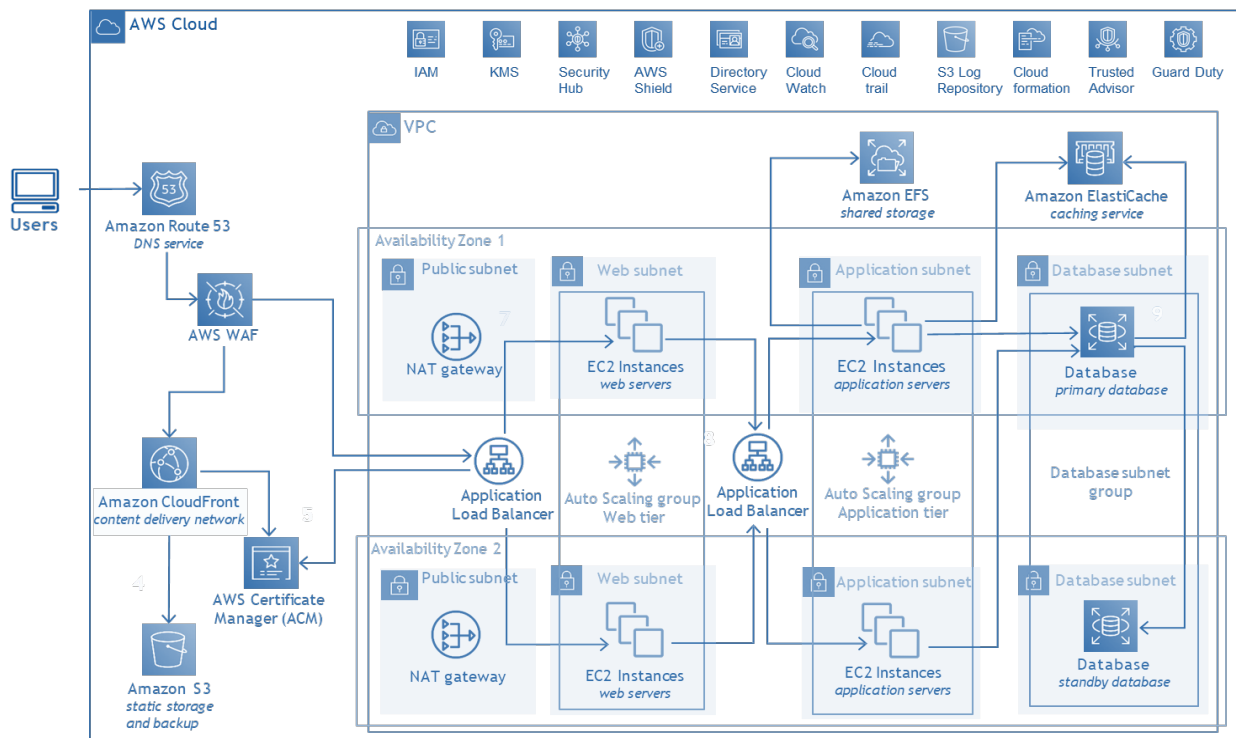 AWS Cloud
IAM
KMS
Security
Hub
AWS
Shield
Directory
Service
Cloud
Watch
Cloud
trail
S3 Log
Repository
Cloud
formation
Trusted
Advisor
Guard Duty
VPC
Users
53
Amazon Route 53
DNS service
AWS WAF
Amazon CloudFront
content delivery network
AWS Certificate
Manager (ACM)
Amazon S3
static storage
and backup
4
5
Amazon EFS
shared storage
Amazon ElastiCache
caching service
Availability Zone 1
Public subnet
NAT gateway
7
Web subnet
EC2 Instances
web servers
Application subnet
EC2 Instances
application servers
Database subnet
9
Database
primary database
Application
Load Balancer
Auto Scaling group
Web tier
8
Application
Load Balancer
Auto Scaling group
Application tier
Database subnet
group
Availability Zone 2
Public subnet
NAT gateway
Web subnet
EC2 Instances
web servers
Application subnet
EC2 Instances
application servers
Database subnet
Database
standby database